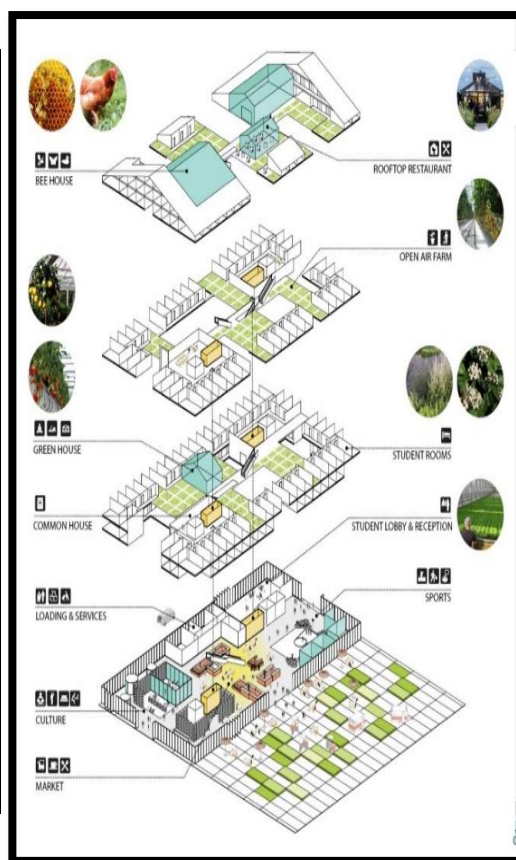 BEE HOUSE
ROOFTOP RESTAURANT
OPEN AIR FARM
GREEN HOUSE
STUDENT ROOMS
COMMON HOUSE
STUDENT LOBBY & RECEPTION
LOADING & SERVICES
SPORTS
CULTURE
MARKET